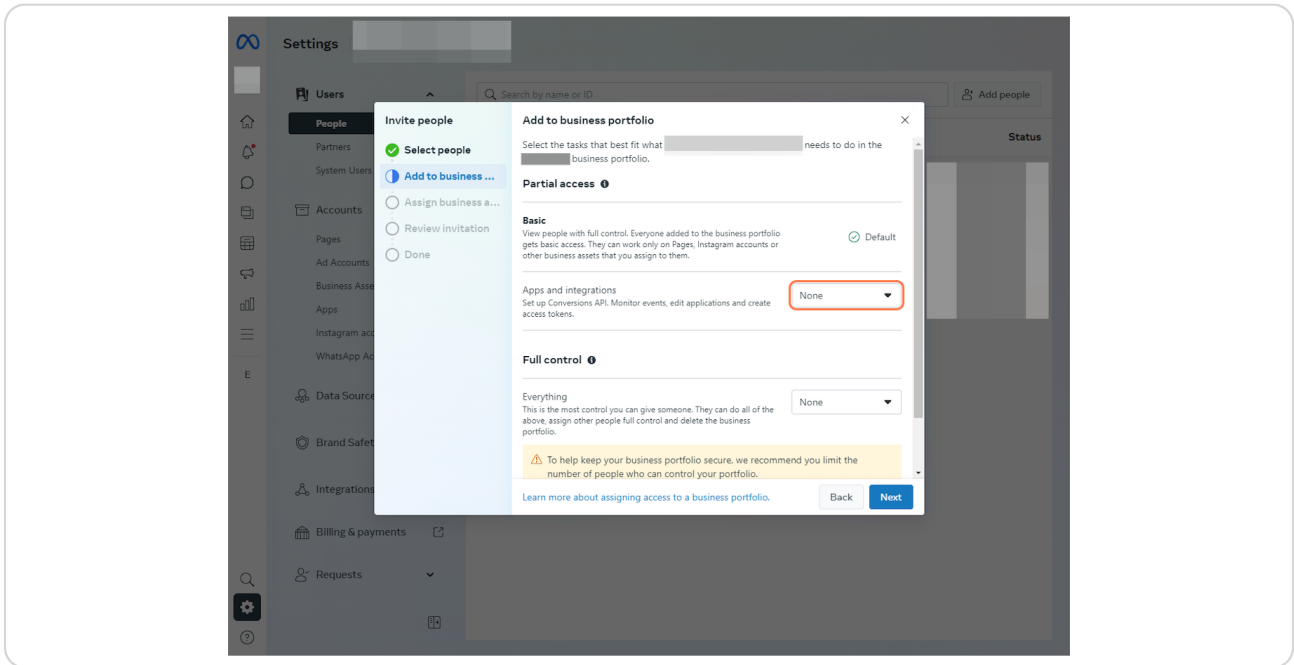 Settings
Users
People
Partners
System Users
Accounts
Pages
Ad Accounts
Business Asse
Apps
Instagram acc
WhatsApp Ac
Data Source
Brand Safet
Integrations
Billing & payments
Requests
E
Search by name or ID
Add people
Status
Invite people
Select people
Add to business ...
Assign business a...
Review invitation
Done
Add to business portfolio
Select the tasks that best fit what needs to do in the
business portfolio.
Partial access
Basic
View people with full control. Everyone added to the business portfolio
gets basic access. They can work only on Pages, Instagram accounts or
other business assets that you assign to them.
Default
Apps and integrations
Set up Conversions API. Monitor events, edit applications and create
access tokens.
None
Full control
Everything
This is the most control you can give someone. They can do all of the
above, assign other people full control and delete the business
portfolio.
None
To help keep your business portfolio secure, we recommend you limit the
number of people who can control your portfolio.
Learn more about assigning access to a business portfolio.
Back
Next